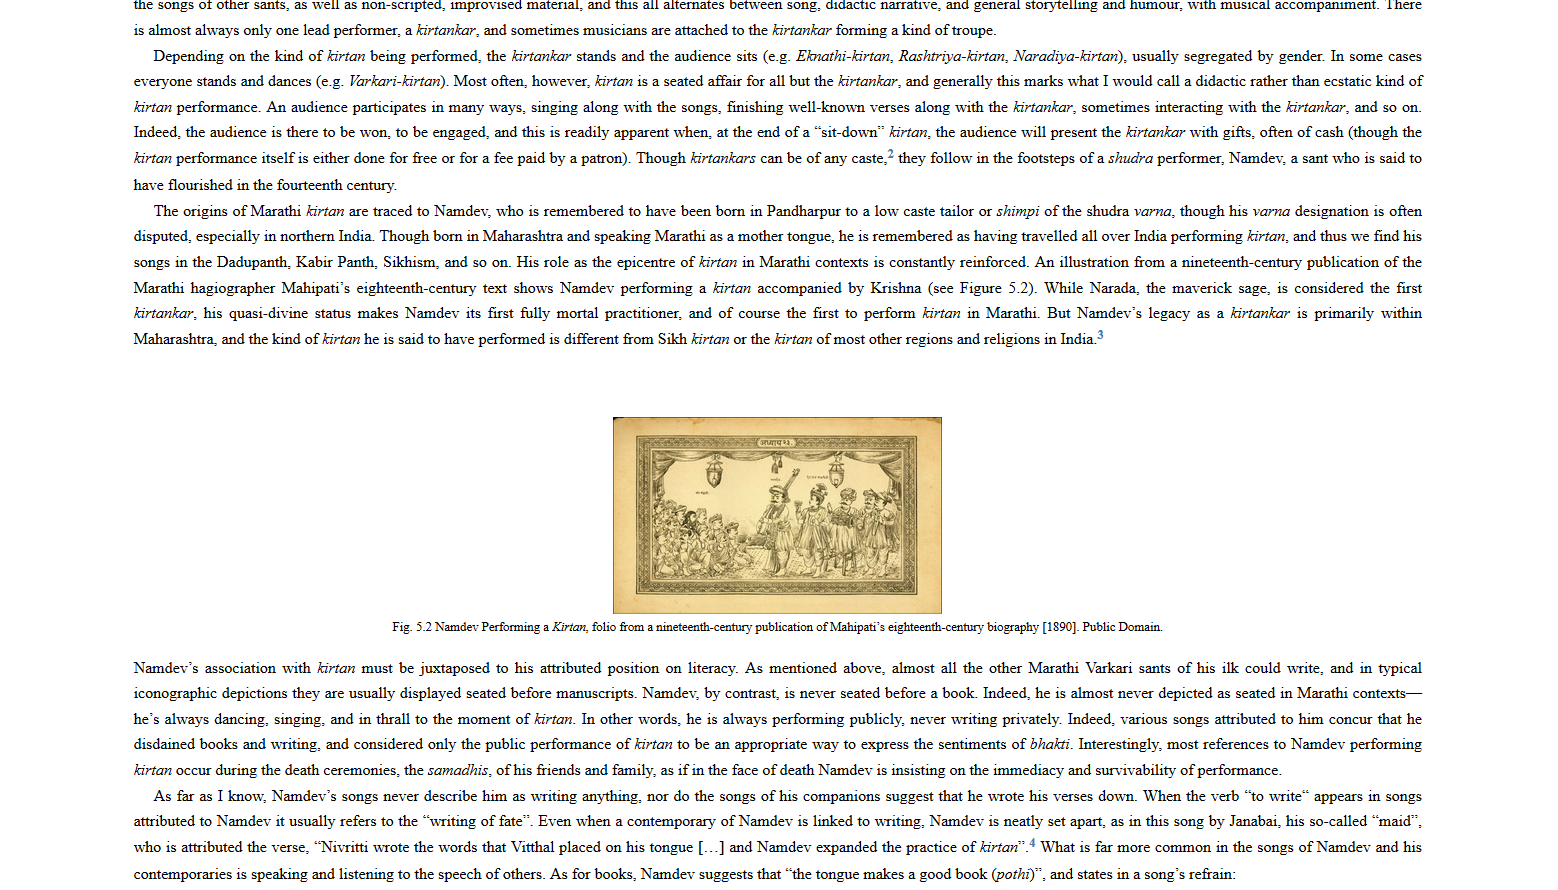 the songs of other sants, as well as non-scripted, improvised material, and this all alternates between song, didactic narrative, and general storytelling and humour, with musical accompaniment. There
is almost always only one lead performer, a kirtankar, and sometimes musicians are attached to the kirtankar forming a kind of troupe.
Depending on the kind of kirtan being performed, the kirtankar stands and the audience sits (e.g. Eknathi-kirtan, Rashtriya-kirtan, Naradiya-kirtan), usually segregated by gender. In some cases
everyone stands and dances (e.g. Varkari-kirtan). Most often, however, kirtan is a seated affair for all but the kirtankar, and generally this marks what I would call a didactic rather than ecstatic kind of
kirtan performance. An audience participates in many ways, singing along with the songs, finishing well-known verses along with the kirtankar, sometimes interacting with the kirtankar, and so on.
Indeed, the audience is there to be won, to be engaged, and this is readily apparent when, at the end of a “sit-down” kirtan, the audience will present the kirtankar with gifts, often of cash (though the
kirtan performance itself is either done for free or for a fee paid by a patron). Though kirtankars can be of any caste,2 they follow in the footsteps of a shudra performer, Namdev, a sant who is said to
have flourished in the fourteenth century.
The origins of Marathi kirtan are traced to Namdev, who is remembered to have been born in Pandharpur to a low caste tailor or shimpi of the shudra varna, though his varna designation is often
disputed, especially in northern India. Though born in Maharashtra and speaking Marathi as a mother tongue, he is remembered as having travelled all over India performing kirtan, and thus we find his
songs in the Dadupanth, Kabir Panth, Sikhism, and so on. His role as the epicentre of kirtan in Marathi contexts is constantly reinforced. An illustration from a nineteenth-century publication of the
Marathi hagiographer Mahipati’s eighteenth-century text shows Namdev performing a kirtan accompanied by Krishna (see Figure 5.2). While Narada, the maverick sage, is considered the first
kirtankar, his quasi-divine status makes Namdev its first fully mortal practitioner, and of course the first to perform kirtan in Marathi. But Namdev’s legacy as a kirtankar is primarily within
Maharashtra, and the kind of kirtan he is said to have performed is different from Sikh kirtan or the kirtan of most other regions and religions in India.3
Fig. 5.2 Namdev Performing a Kirtan, folio from a nineteenth-century publication of Mahipati’s eighteenth-century biography [1890]. Public Domain.
Namdev’s association with kirtan must be juxtaposed to his attributed position on literacy. As mentioned above, almost all the other Marathi Varkari sants of his ilk could write, and in typical
iconographic depictions they are usually displayed seated before manuscripts. Namdev, by contrast, is never seated before a book. Indeed, he is almost never depicted as seated in Marathi contexts—
he’s always dancing, singing, and in thrall to the moment of kirtan. In other words, he is always performing publicly, never writing privately. Indeed, various songs attributed to him concur that he
disdained books and writing, and considered only the public performance of kirtan to be an appropriate way to express the sentiments of bhakti. Interestingly, most references to Namdev performing
kirtan occur during the death ceremonies, the samadhis, of his friends and family, as if in the face of death Namdev is insisting on the immediacy and survivability of performance.
As far as I know, Namdev’s songs never describe him as writing anything, nor do the songs of his companions suggest that he wrote his verses down. When the verb “to write“ appears in songs
attributed to Namdev it usually refers to the “writing of fate”. Even when a contemporary of Namdev is linked to writing, Namdev is neatly set apart, as in this song by Janabai, his so-called “maid”,
who is attributed the verse, “Nivritti wrote the words that Vitthal placed on his tongue […] and Namdev expanded the practice of kirtan”.4 What is far more common in the songs of Namdev and his
contemporaries is speaking and listening to the speech of others. As for books, Namdev suggests that “the tongue makes a good book (pothi)”, and states in a song’s refrain: